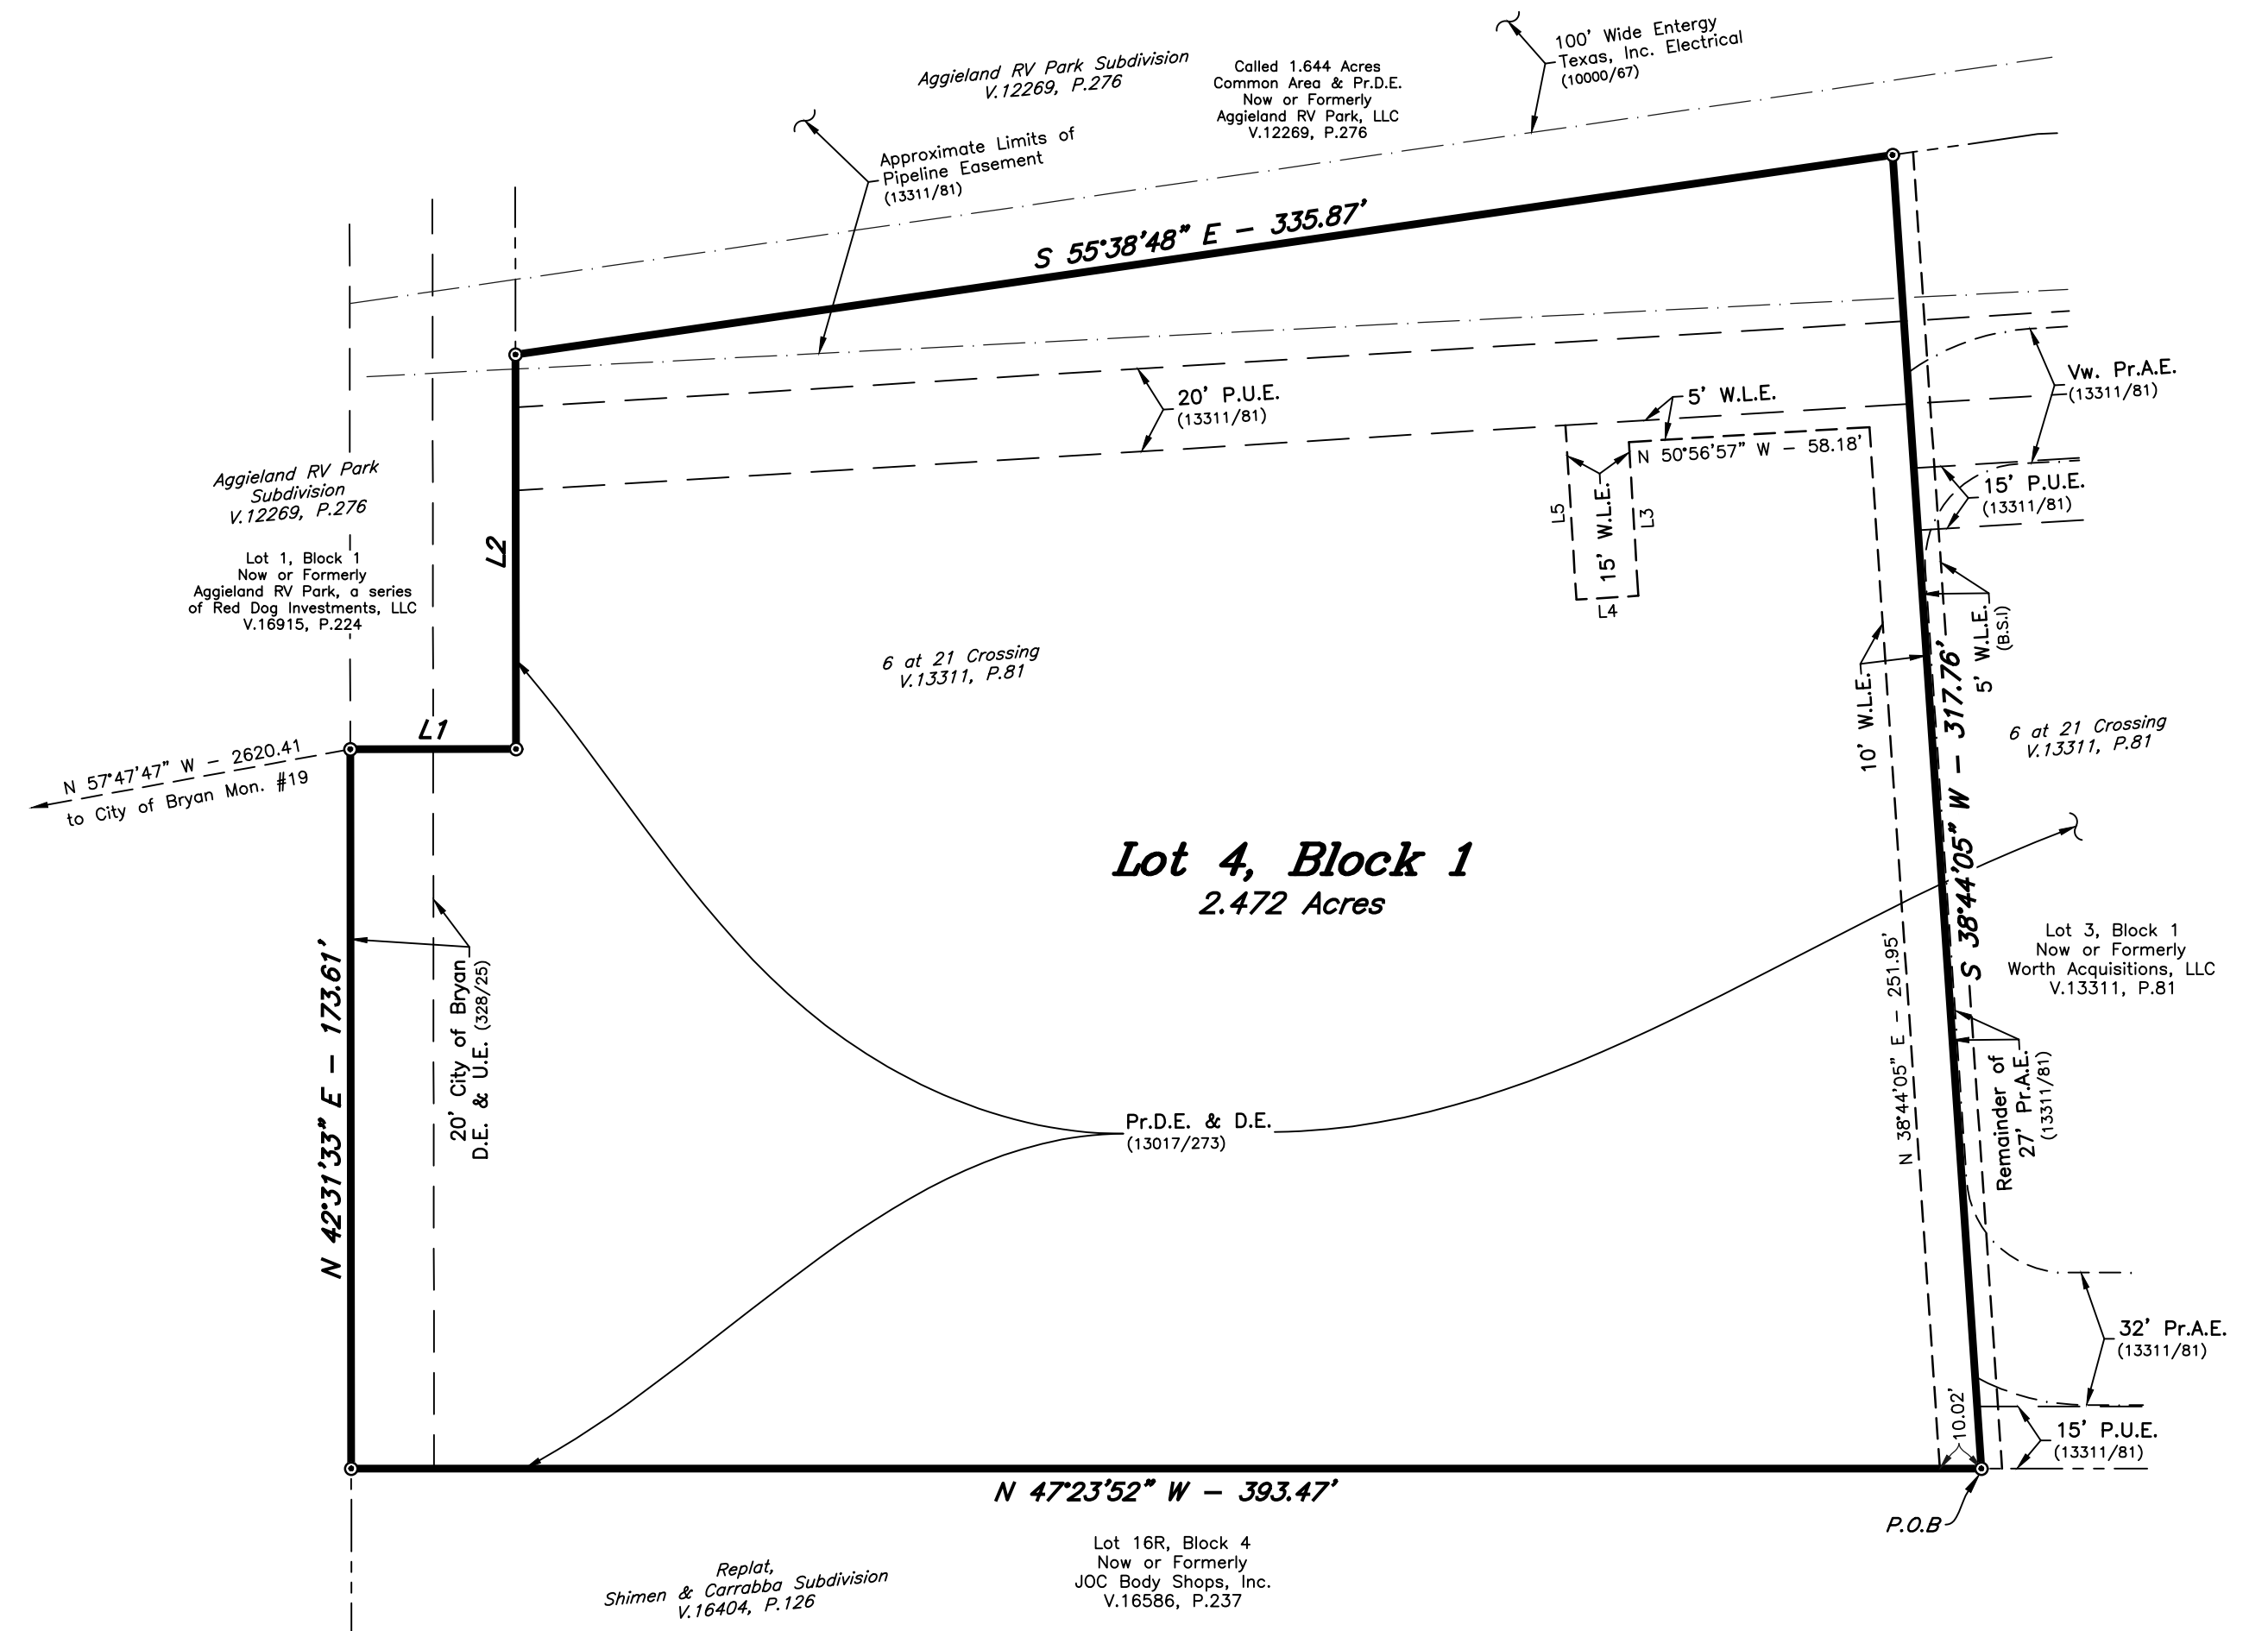 100' Wide Entergy
Texas, Inc. Electrical
(10000/67)
Aggieland RV Park Subdivision
V.12269, P.276
Called 1.644 Acres
Common Area & Pr.D.E.
Now or Formerly
Aggieland RV Park, LLC
V.12269, P.276
Approximate Limits of
Pipeline Easement
(13311/81)
S 55°38'48" E - 335.87'
20' P.U.E.
(13311/81)
5' W.L.E.
N 50°56'57" W - 58.18'
Vw. Pr.A.E.
(13311/81)
15' P.U.E.
(13311/81)
L5
15' W.L.E.
L3
L4
Aggieland RV Park
Subdivision
V.12269, P.276
L2
Lot 1, Block 1
Now or Formerly
Aggieland RV Park, a series
of Red Dog Investments, LLC
V.16915, P.224
5' W.L.E.
(B.S.I)
6 at 21 Crossing
V.13311, P.81
10' W.L.E.
S 38°44'05" W - 317.76'
6 at 21 Crossing
V.13311, P.81
L1
N 57°47'47" W - 2620.41
to City of Bryan Mon. #19
Lot 4, Block 1
2.472 Acres
Lot 3, Block 1
Now or Formerly
Worth Acquisitions, LLC
V.13311, P.81
N 42°31'33" E - 173.61'
20' City of Bryan
D.E. & U.E. (328/25)
N 38°44'05" E - 251.95'
Remainder of
27' Pr.A.E.
(13311/81)
Pr.D.E. & D.E.
(13017/273)
32' Pr.A.E.
(13311/81)
10.02'
15' P.U.E.
(13311/81)
N 47°23'52" W - 393.47'
P.O.B
Lot 16R, Block 4
Now or Formerly
JOC Body Shops, Inc.
V.16586, P.237
Replat,
Shimen & Carrabba Subdivision
V.16404, P.126